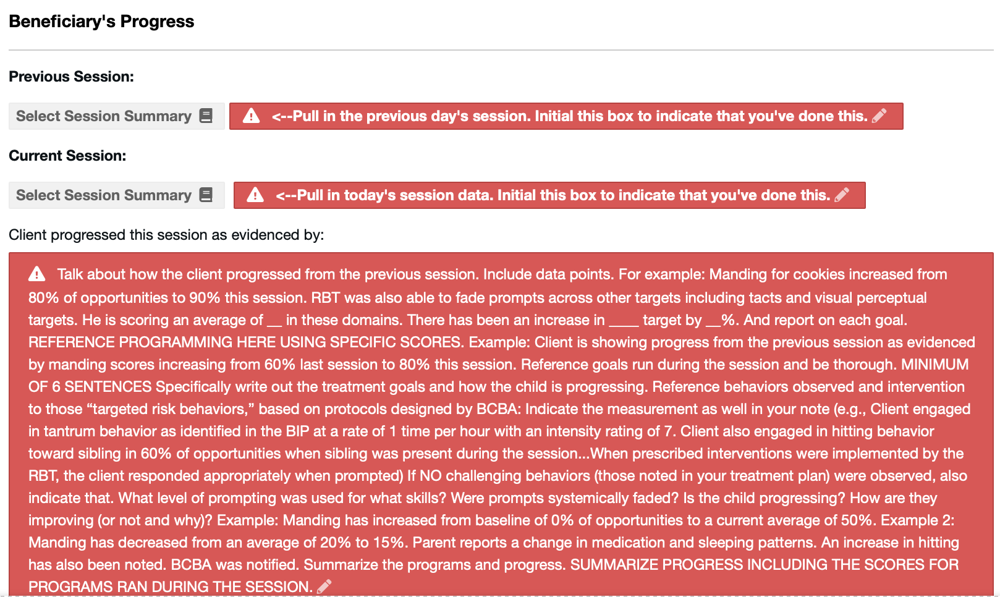 Beneficiary's Progress
Previous Session:
Select Session Summary <--Pull in the previous day's session. Initial this box to indicate that you've done this.
Current Session:
Select Session Summary <--Pull in today's session data. Initial this box to indicate that you've done this.
Client progressed this session as evidenced by:
Talk about how the client progressed from the previous session. Include data points. For example: Manding for cookies increased from
80% of opportunities to 90% this session. RBT was also able to fade prompts across other targets including tacts and visual perceptual
targets. He is scoring an average of __ in these domains. There has been an increase in ____ target by __%. And report on each goal.
REFERENCE PROGRAMMING HERE USING SPECIFIC SCORES. Example: Client is showing progress from the previous session as evidenced
by manding scores increasing from 60% last session to 80% this session. Reference goals run during the session and be thorough. MINIMUM
OF 6 SENTENCES Specifically write out the treatment goals and how the child is progressing. Reference behaviors observed and intervention
to those “targeted risk behaviors,” based on protocols designed by BCBA: Indicate the measurement as well in your note (e.g., Client engaged
in tantrum behavior as identified in the BIP at a rate of 1 time per hour with an intensity rating of 7. Client also engaged in hitting behavior
toward sibling in 60% of opportunities when sibling was present during the session...When prescribed interventions were implemented by the
RBT, the client responded appropriately when prompted) If NO challenging behaviors (those noted in your treatment plan) were observed, also
indicate that. What level of prompting was used for what skills? Were prompts systemically faded? Is the child progressing? How are they
improving (or not and why)? Example: Manding has increased from baseline of 0% of opportunities to a current average of 50%. Example 2:
Manding has decreased from an average of 20% to 15%. Parent reports a change in medication and sleeping patterns. An increase in hitting
has also been noted. BCBA was notified. Summarize the programs and progress. SUMMARIZE PROGRESS INCLUDING THE SCORES FOR
PROGRAMS RAN DURING THE SESSION.